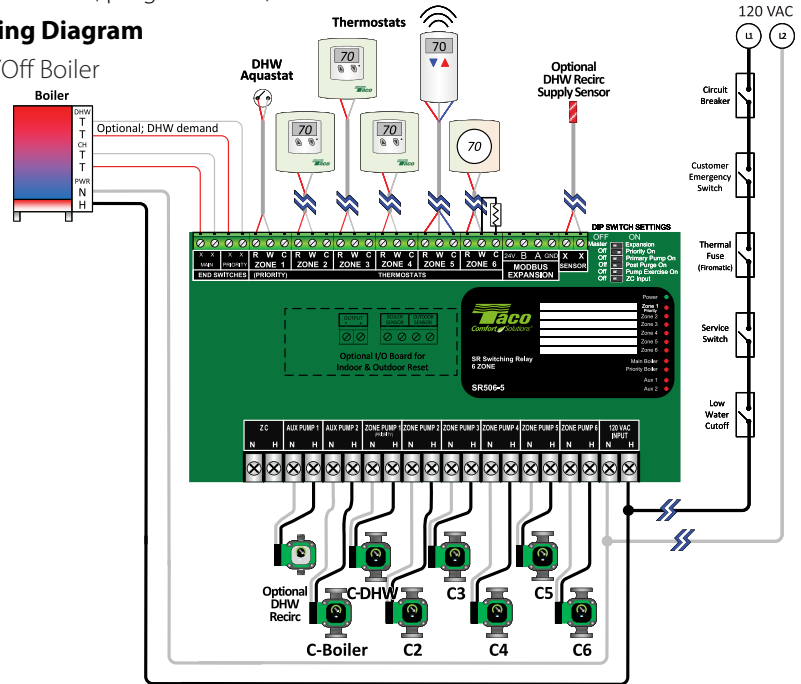 ing Diagram
/Off Boiler
120 VAC
L1 L2
Thermostats
70
70
DHW
Aquastat
Optional
DHW Recirc
Supply Sensor
70
70
70
Taco
Taco
Taco
Boiler
DHW
T
T
CH
T
T
PWR
N
H
Optional; DHW demand
Circuit
Breaker
Customer
Emergency
Switch
Thermal
Fuse
(Firomatic)
Service
Switch
Low
Water
Cutoff
DIP SWITCH SETTINGS
OFF ON
Master Expansion
Off Priority On
Off Primary Pump On
Off Post Purge On
Off Pump Exercise On
Off ZC Input
X X X X R W C R W C R W C R W C R W C R W C 24V B A GND X X
MAIN PRIORITY ZONE 1 ZONE 2 ZONE 3 ZONE 4 ZONE 5 ZONE 6 MODBUS SENSOR
END SWITCHES (PRIORITY) THERMOSTATS EXPANSION
OUTPUT BOILER SENSOR OUTDOOR SENSOR
- +
Optional I/O Board for
Indoor & Outdoor Reset
Taco
Comfort Solutions
SR Switching Relay
6 ZONE
SR506-5
Power
Zone 1
Priority
Zone 2
Zone 3
Zone 4
Zone 5
Zone 6
Main Boiler
Priority Boiler
Aux 1
Aux 2
Z C AUX PUMP 1 AUX PUMP 2 ZONE PUMP 1 ZONE PUMP 2 ZONE PUMP 3 ZONE PUMP 4 ZONE PUMP 5 ZONE PUMP 6 120 VAC
(PRIORITY) INPUT
N H N H N H N H N H N H N H N H N H N H
Optional
DHW
Recirc
C-DHW C3 C5
C-Boiler C2 C4 C6